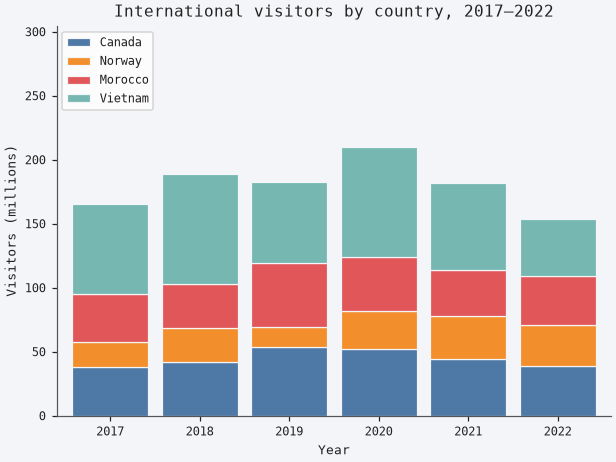 International visitors by country, 2017–2022
Visitors (millions)
300
250
200
150
100
50
0
Canada
Norway
Morocco
Vietnam
2017 2018 2019 2020 2021 2022
Year